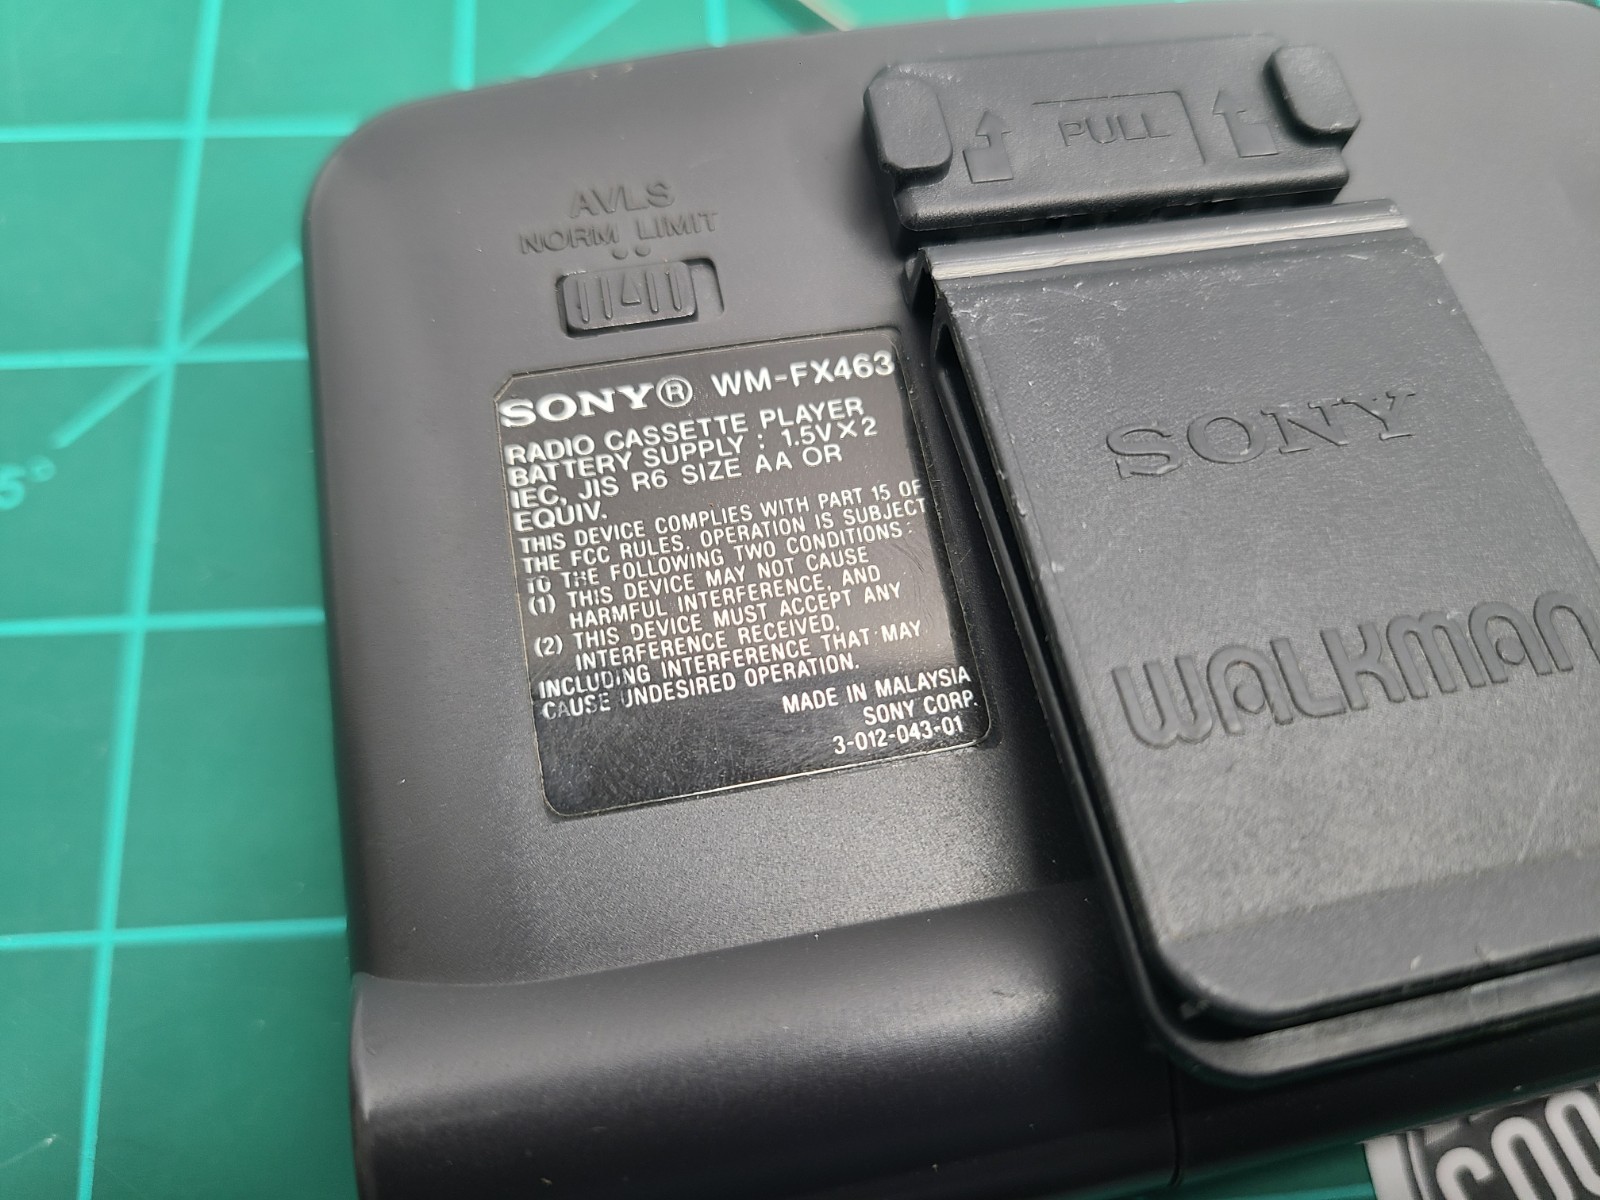 PULL
AVLS
NORM LIMIT
SONY® WM-FX463
RADIO CASSETTE PLAYER
BATTERY SUPPLY : 1.5V×2
IEC, JIS R6 SIZE AA OR
EQUIV.
THIS DEVICE COMPLIES WITH PART 15 OF
THE FCC RULES. OPERATION IS SUBJECT
TO THE FOLLOWING TWO CONDITIONS:
(1) THIS DEVICE MAY NOT CAUSE
HARMFUL INTERFERENCE, AND
(2) THIS DEVICE MUST ACCEPT ANY
INTERFERENCE RECEIVED,
INCLUDING INTERFERENCE THAT MAY
CAUSE UNDESIRED OPERATION.
MADE IN MALAYSIA
SONY CORP.
3-012-043-01
SONY
WALKMAN
5°